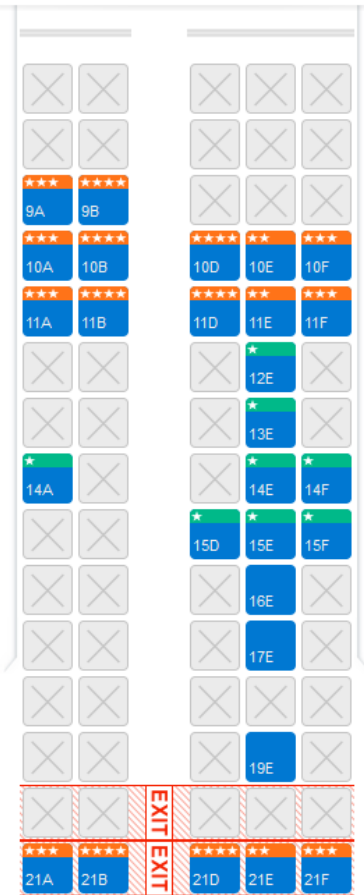 9A 9B
10A 10B 10D 10E 10F
11A 11B 11D 11E 11F
12E
13E
14A 14E 14F
15D 15E 15F
16E
17E
19E
EXIT
21A 21B EXIT 21D 21E 21F